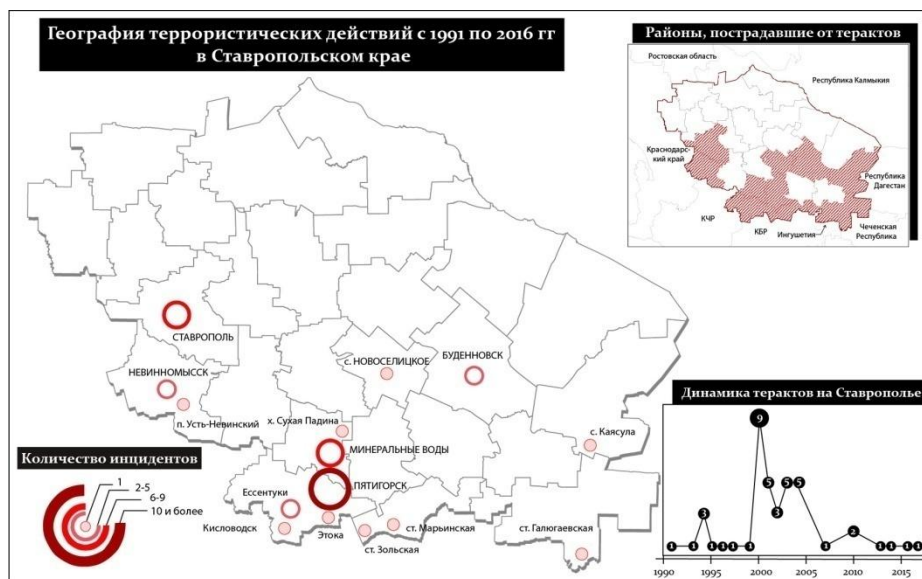 География террористических действий с 1991 по 2016 гг
в Ставропольском крае
Районы, пострадавшие от терактов
Ростовская область
Республика Калмыкия
Краснодарс-
кий край
Республика
Дагестан
КЧР
КБР
Ингушетия
Чеченская
Республика
СТАВРОПОЛЬ
НЕВИННОМЫССК
п. Усть-Невинский
с. НОВОСЕЛИЦКОЕ
БУДЕННОВСК
х. Сухая Падина
МИНЕРАЛЬНЫЕ ВОДЫ
ПЯТИГОРСК
с. Каясула
Ессентуки
Кисловодск
Этока
ст. Зольская
ст. Марьинская
ст. Галюгаевская
Количество инцидентов
1
2-5
6-9
10 и более
Динамика терактов на Ставрополье
9
5
5 5
3
3
2
1 1 1 1 1 1 1 1 1
1990 1995 2000 2005 2010 2015